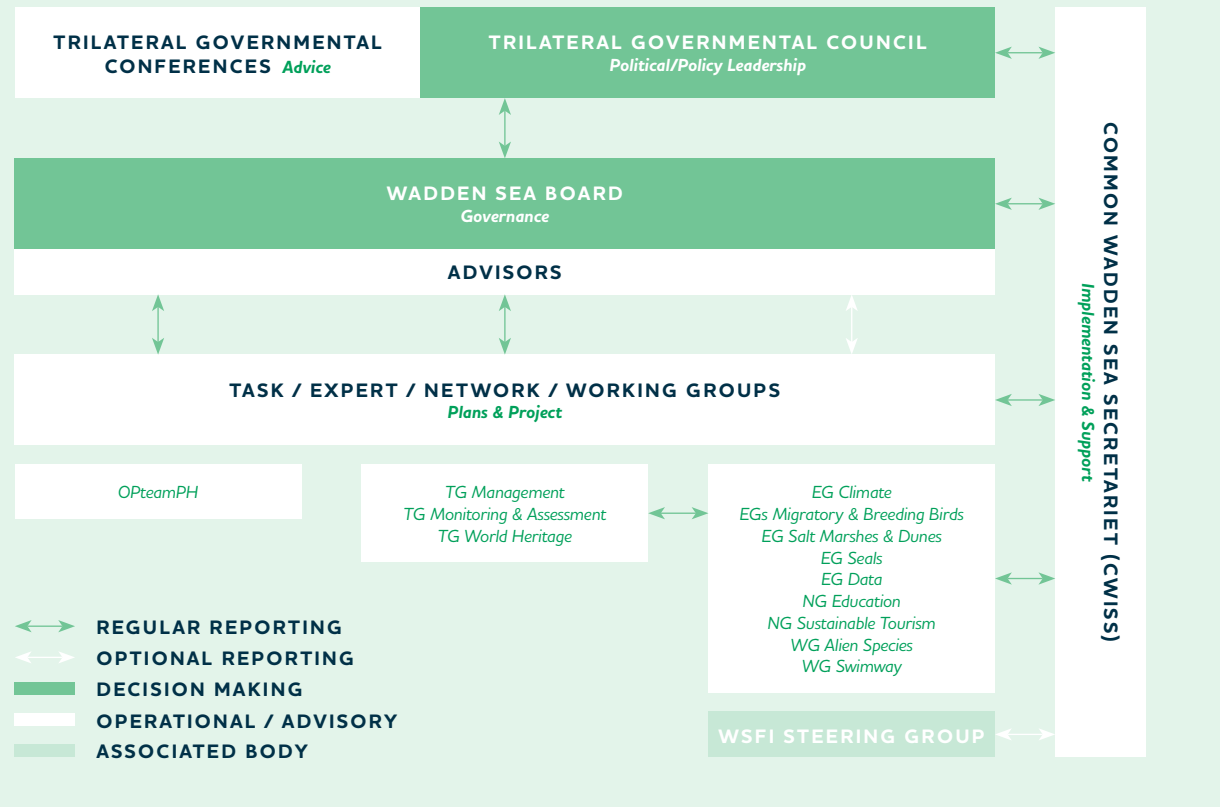 TRILATERAL GOVERNMENTAL
CONFERENCES Advice
TRILATERAL GOVERNMENTAL COUNCIL
Political/Policy Leadership
WADDEN SEA BOARD
Governance
ADVISORS
TASK / EXPERT / NETWORK / WORKING GROUPS
Plans & Project
OPteamPH
TG Management
TG Monitoring & Assessment
TG World Heritage
EG Climate
EGs Migratory & Breeding Birds
EG Salt Marshes & Dunes
EG Seals
EG Data
NG Education
NG Sustainable Tourism
WG Alien Species
WG Swimway
WSFI STEERING GROUP
COMMON WADDEN SEA SECRETARIET (CWISS)
Implementation & Support
REGULAR REPORTING
OPTIONAL REPORTING
DECISION MAKING
OPERATIONAL / ADVISORY
ASSOCIATED BODY